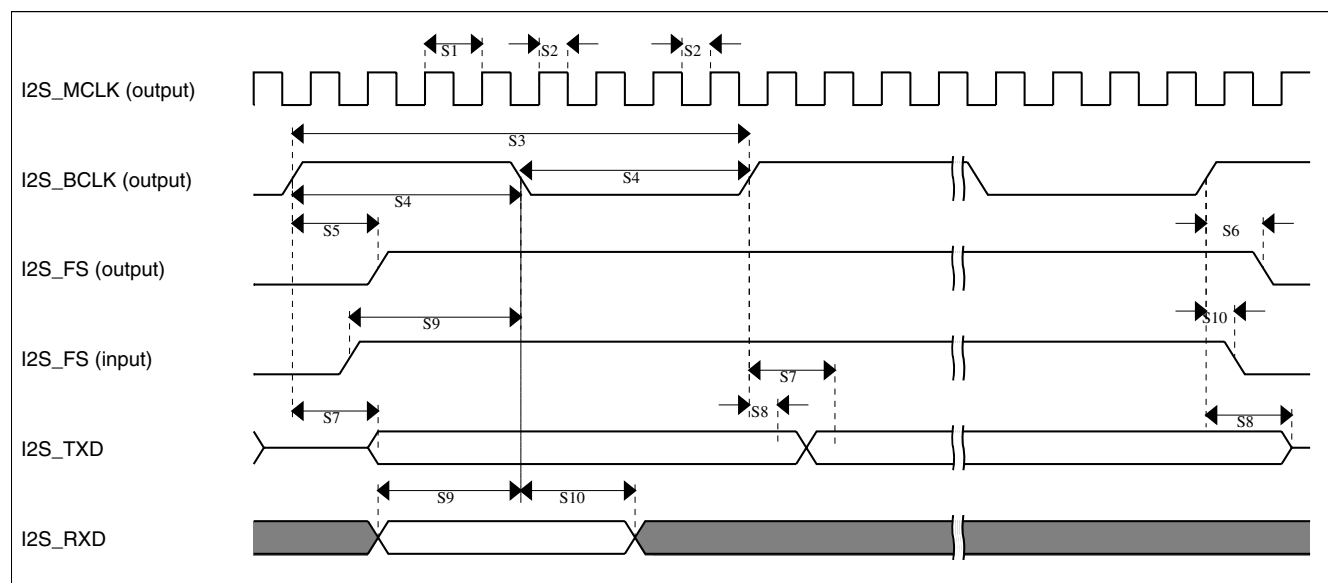 S1
S2
S2
I2S_MCLK (output)
S3
I2S_BCLK (output)
S4
S4
S5
S6
I2S_FS (output)
S9
S10
I2S_FS (input)
S7
S7
S8
S8
I2S_TXD
S9
S10
I2S_RXD